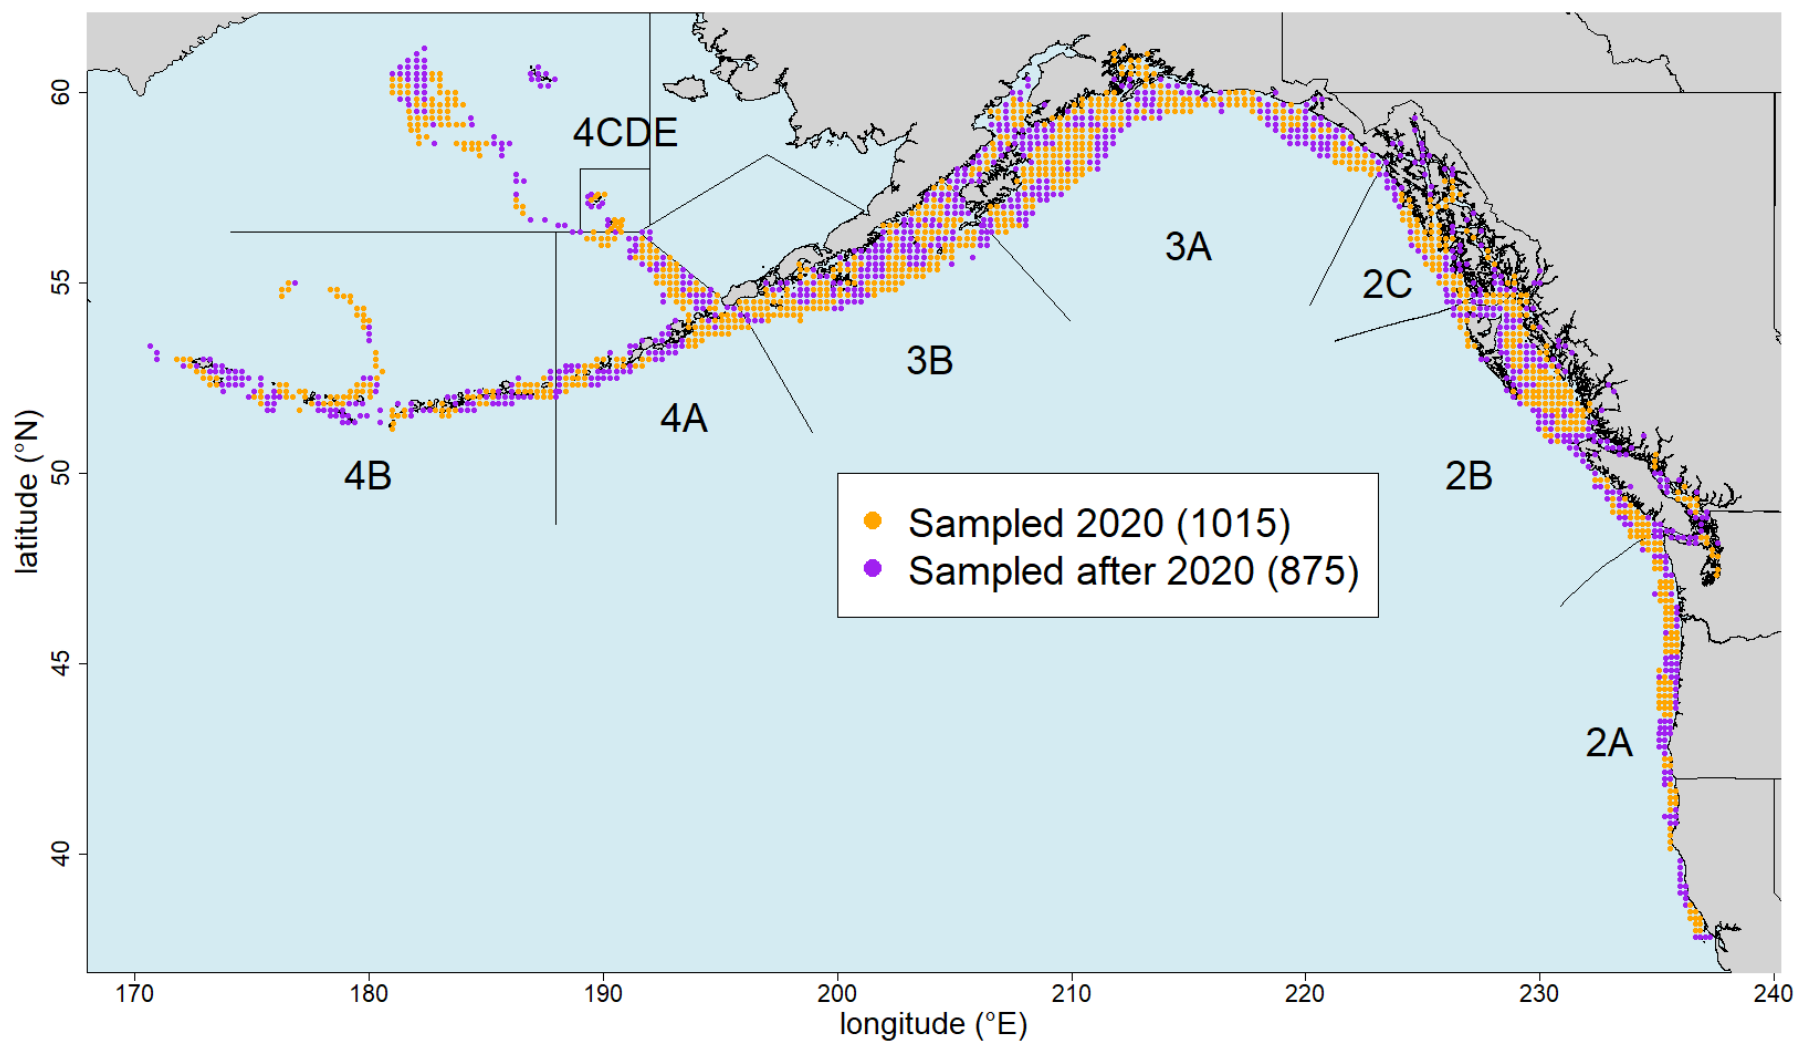 60
55
50
45
40
latitude (°N)
4CDE
3A
2C
3B
4A
4B
2B
2A
Sampled 2020 (1015)
Sampled after 2020 (875)
170
180
190
200
210
220
230
240
longitude (°E)